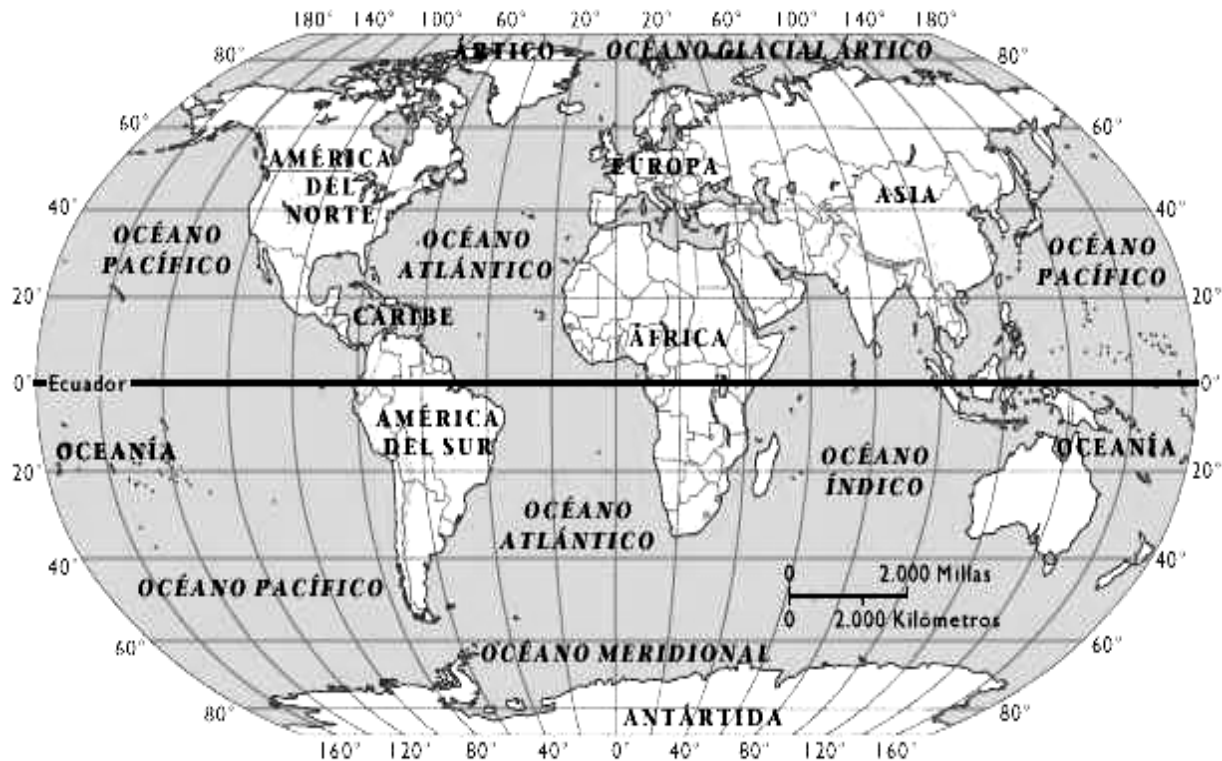 180° 140° 100° 60° 20° 20° 60° 100° 140° 180°
80° ÁRTICO OCÉANO GLACIAL ÁRTICO 80°
60° 60°
AMÉRICA
DEL
NORTE
EUROPA
ASIA
40° 40°
OCÉANO
PACÍFICO
OCÉANO
ATLÁNTICO
OCÉANO
PACÍFICO
20° 20°
CARIBE
ÁFRICA
0° Ecuador 0°
AMÉRICA
DEL SUR
OCEANÍA
OCEANÍA
20° 20°
OCÉANO
ÍNDICO
OCÉANO
ATLÁNTICO
40° 40°
OCÉANO PACÍFICO
0 2.000 Millas
0 2.000 Kilómetros
60° 60°
OCÉANO MERIDIONAL
80° 80°
ANTÁRTIDA
160° 120° 80° 40° 0° 40° 80° 120° 160°